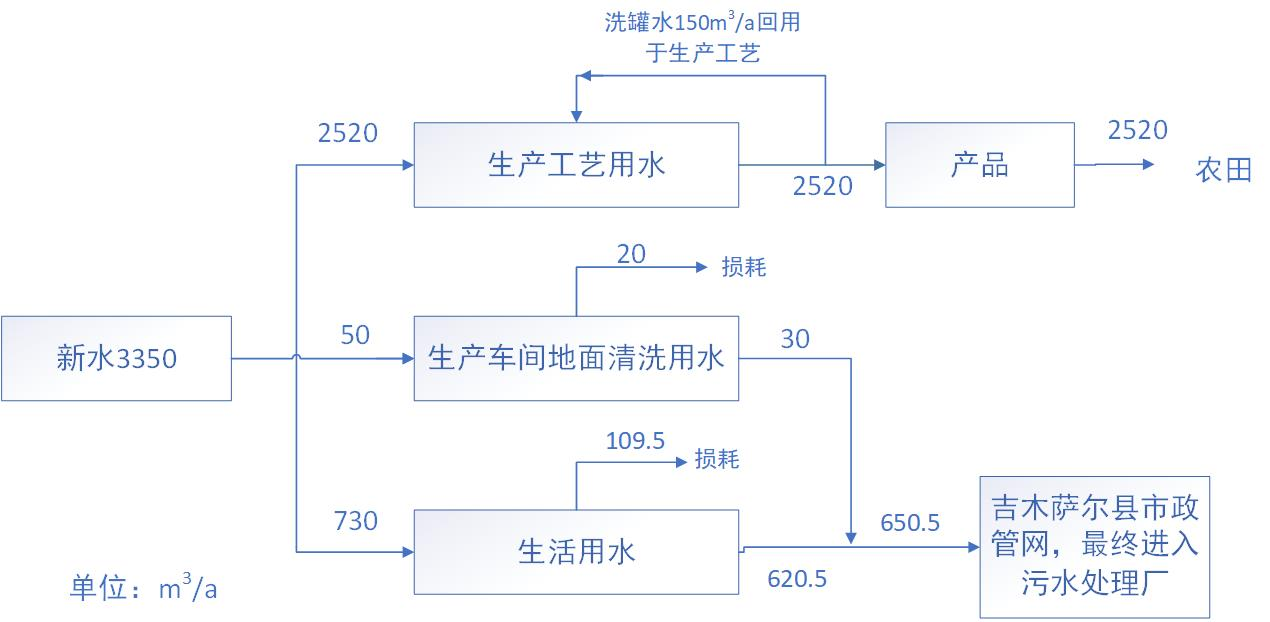 洗罐水150m³/a回用
于生产工艺
2520
生产工艺用水
2520
产品
2520
农田
20
损耗
新水3350
50
生产车间地面清洗用水
30
109.5
损耗
730
生活用水
620.5
650.5
吉木萨尔县市政
管网，最终进入
污水处理厂
单位：m³/a